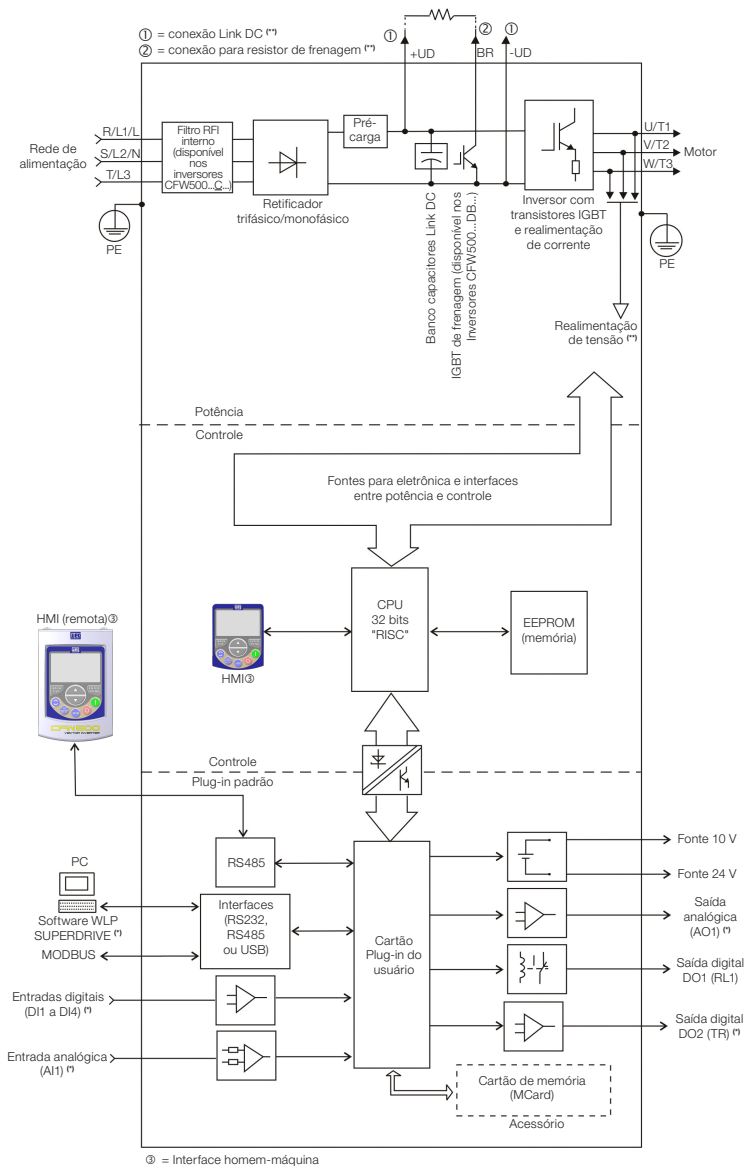 ① = conexão Link DC (**)
② = conexão para resistor de frenagem (**)
① ② ①
+UD BR -UD
Rede de
alimentação
R/L1/L
S/L2/N
T/L3
PE
Filtro RFI
interno
(disponível
nos
inversores
CFW500...C...)
Retificador
trifásico/monofásico
Pré-
carga
Banco capacitores Link DC
IGBT de frenagem (disponível nos
Inversores CFW500...DB...)
Inversor com
transistores IGBT
e realimentação
de corrente
U/T1
V/T2
W/T3
Motor
PE
Realimentação
de tensão (**)
Potência
Controle
Fontes para eletrônica e interfaces
entre potência e controle
CPU
32 bits
"RISC"
EEPROM
(memória)
HMI③
HMI (remota)③
CFW500
VECTOR INVERTER
Controle
Plug-in padrão
RS485
PC
Software WLP
SUPERDRIVE (*)
MODBUS
Interfaces
(RS232,
RS485
ou USB)
Entradas digitais
(DI1 a DI4) (*)
Entrada analógica
(AI1) (*)
Cartão
Plug-in do
usuário
Fonte 10 V
Fonte 24 V
Saída
analógica
(AO1) (*)
Saída digital
DO1 (RL1)
Saída digital
DO2 (TR) (*)
Cartão de memória
(MCard)
Acessório
③ = Interface homem-máquina